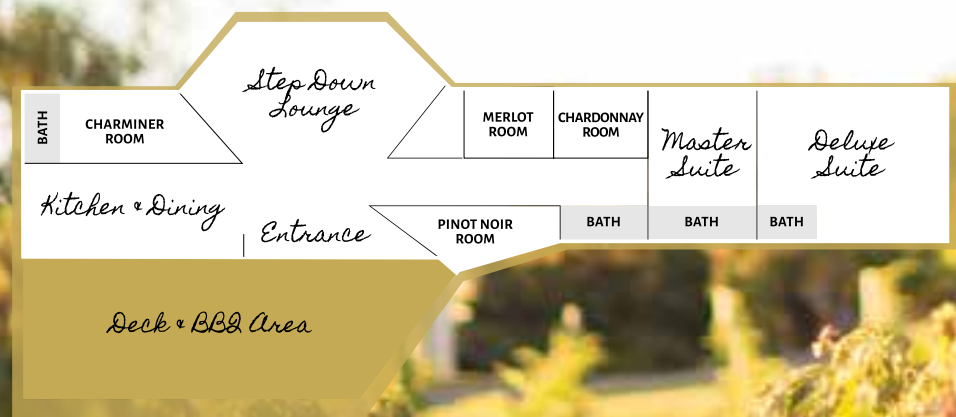 Step Down
Lounge
BATH
CHARMINER
ROOM
MERLOT
ROOM
CHARDONNAY
ROOM
Master
Suite
Deluxe
Suite
Kitchen & Dining
Entrance
PINOT NOIR
ROOM
BATH
BATH
BATH
Deck & BBQ Area